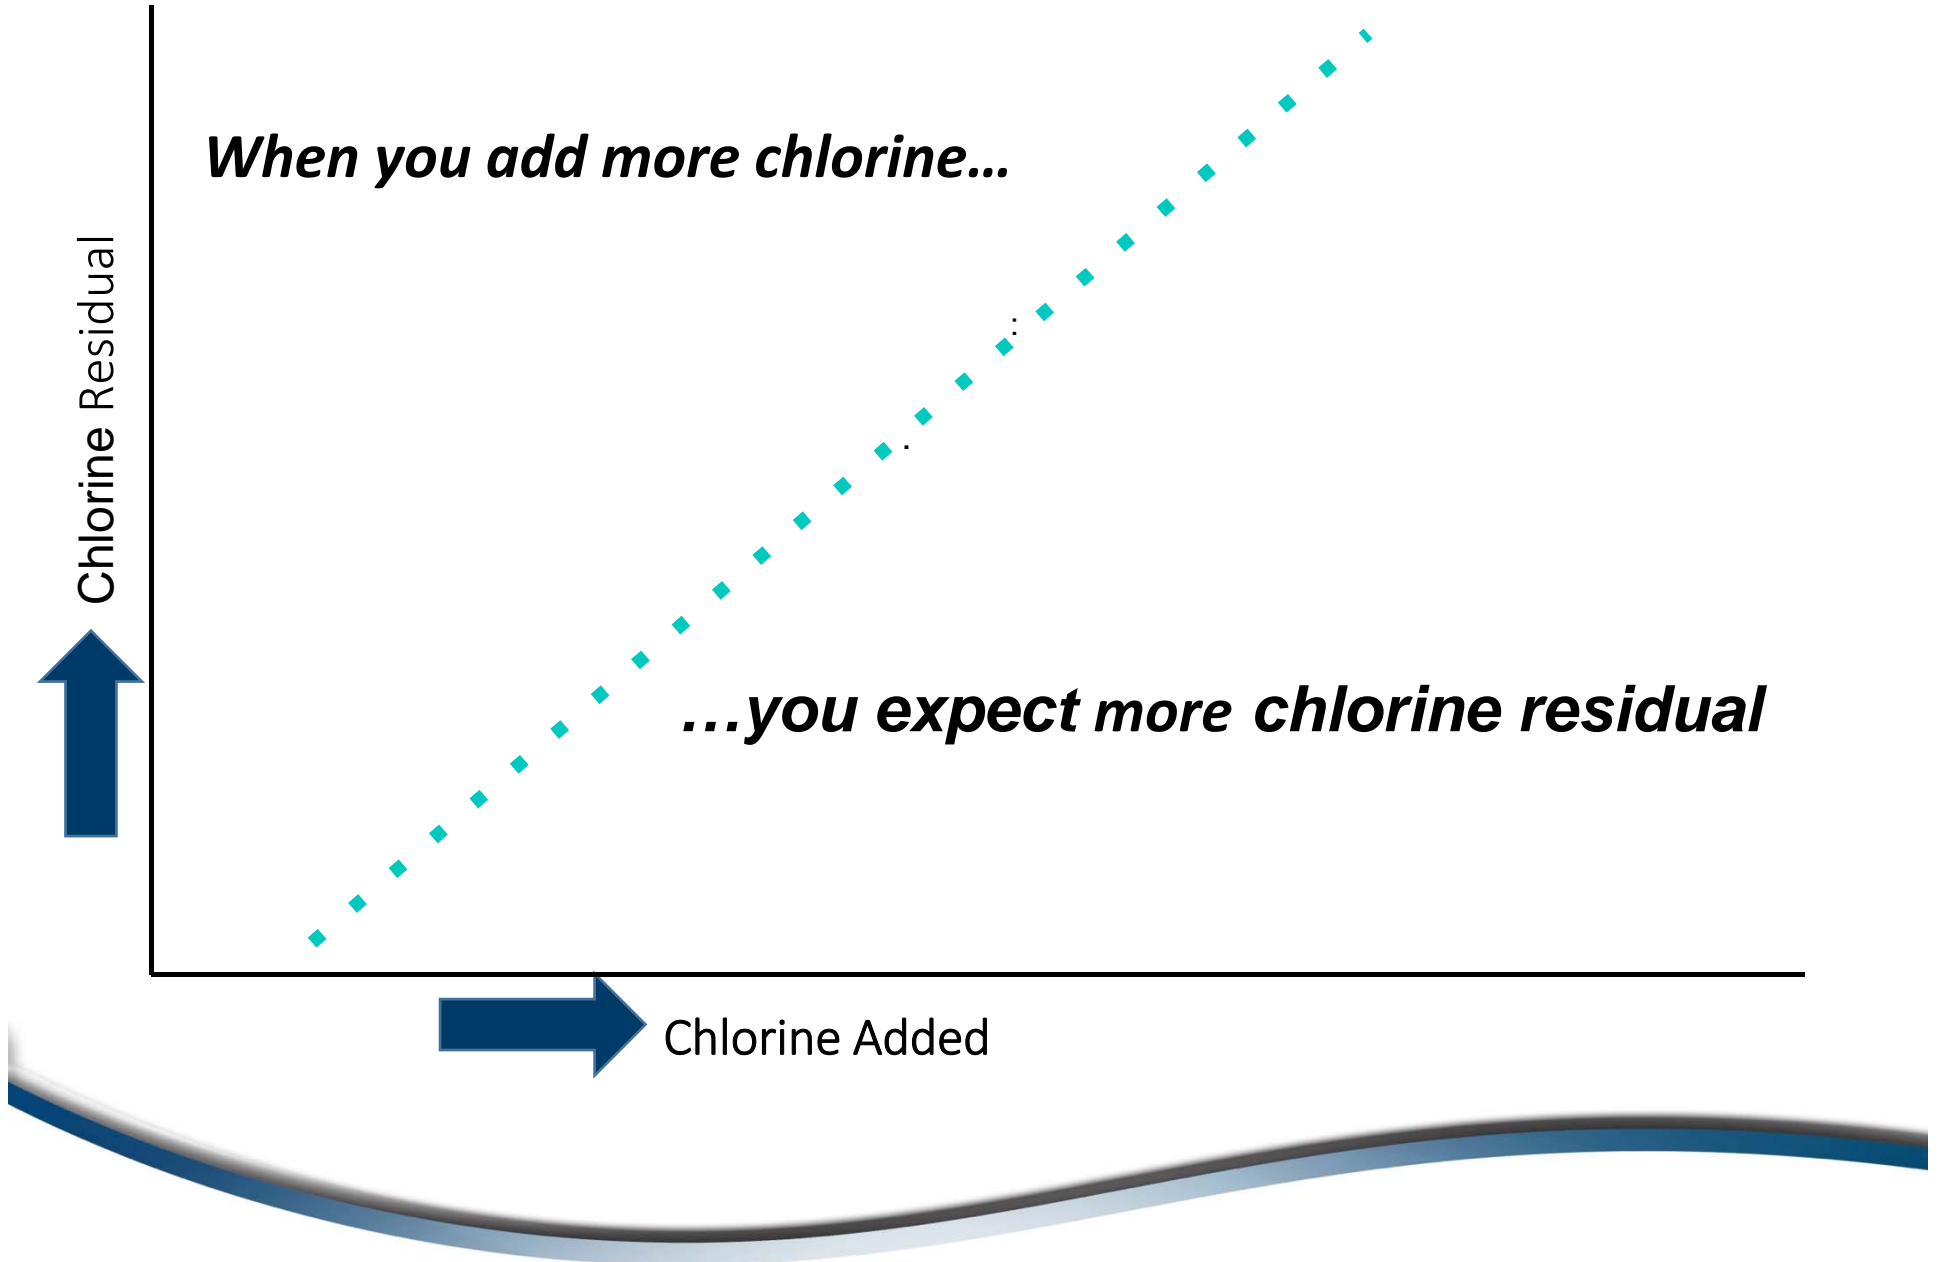 When you add more chlorine…
Chlorine Residual
:
.
…you expect more chlorine residual
Chlorine Added